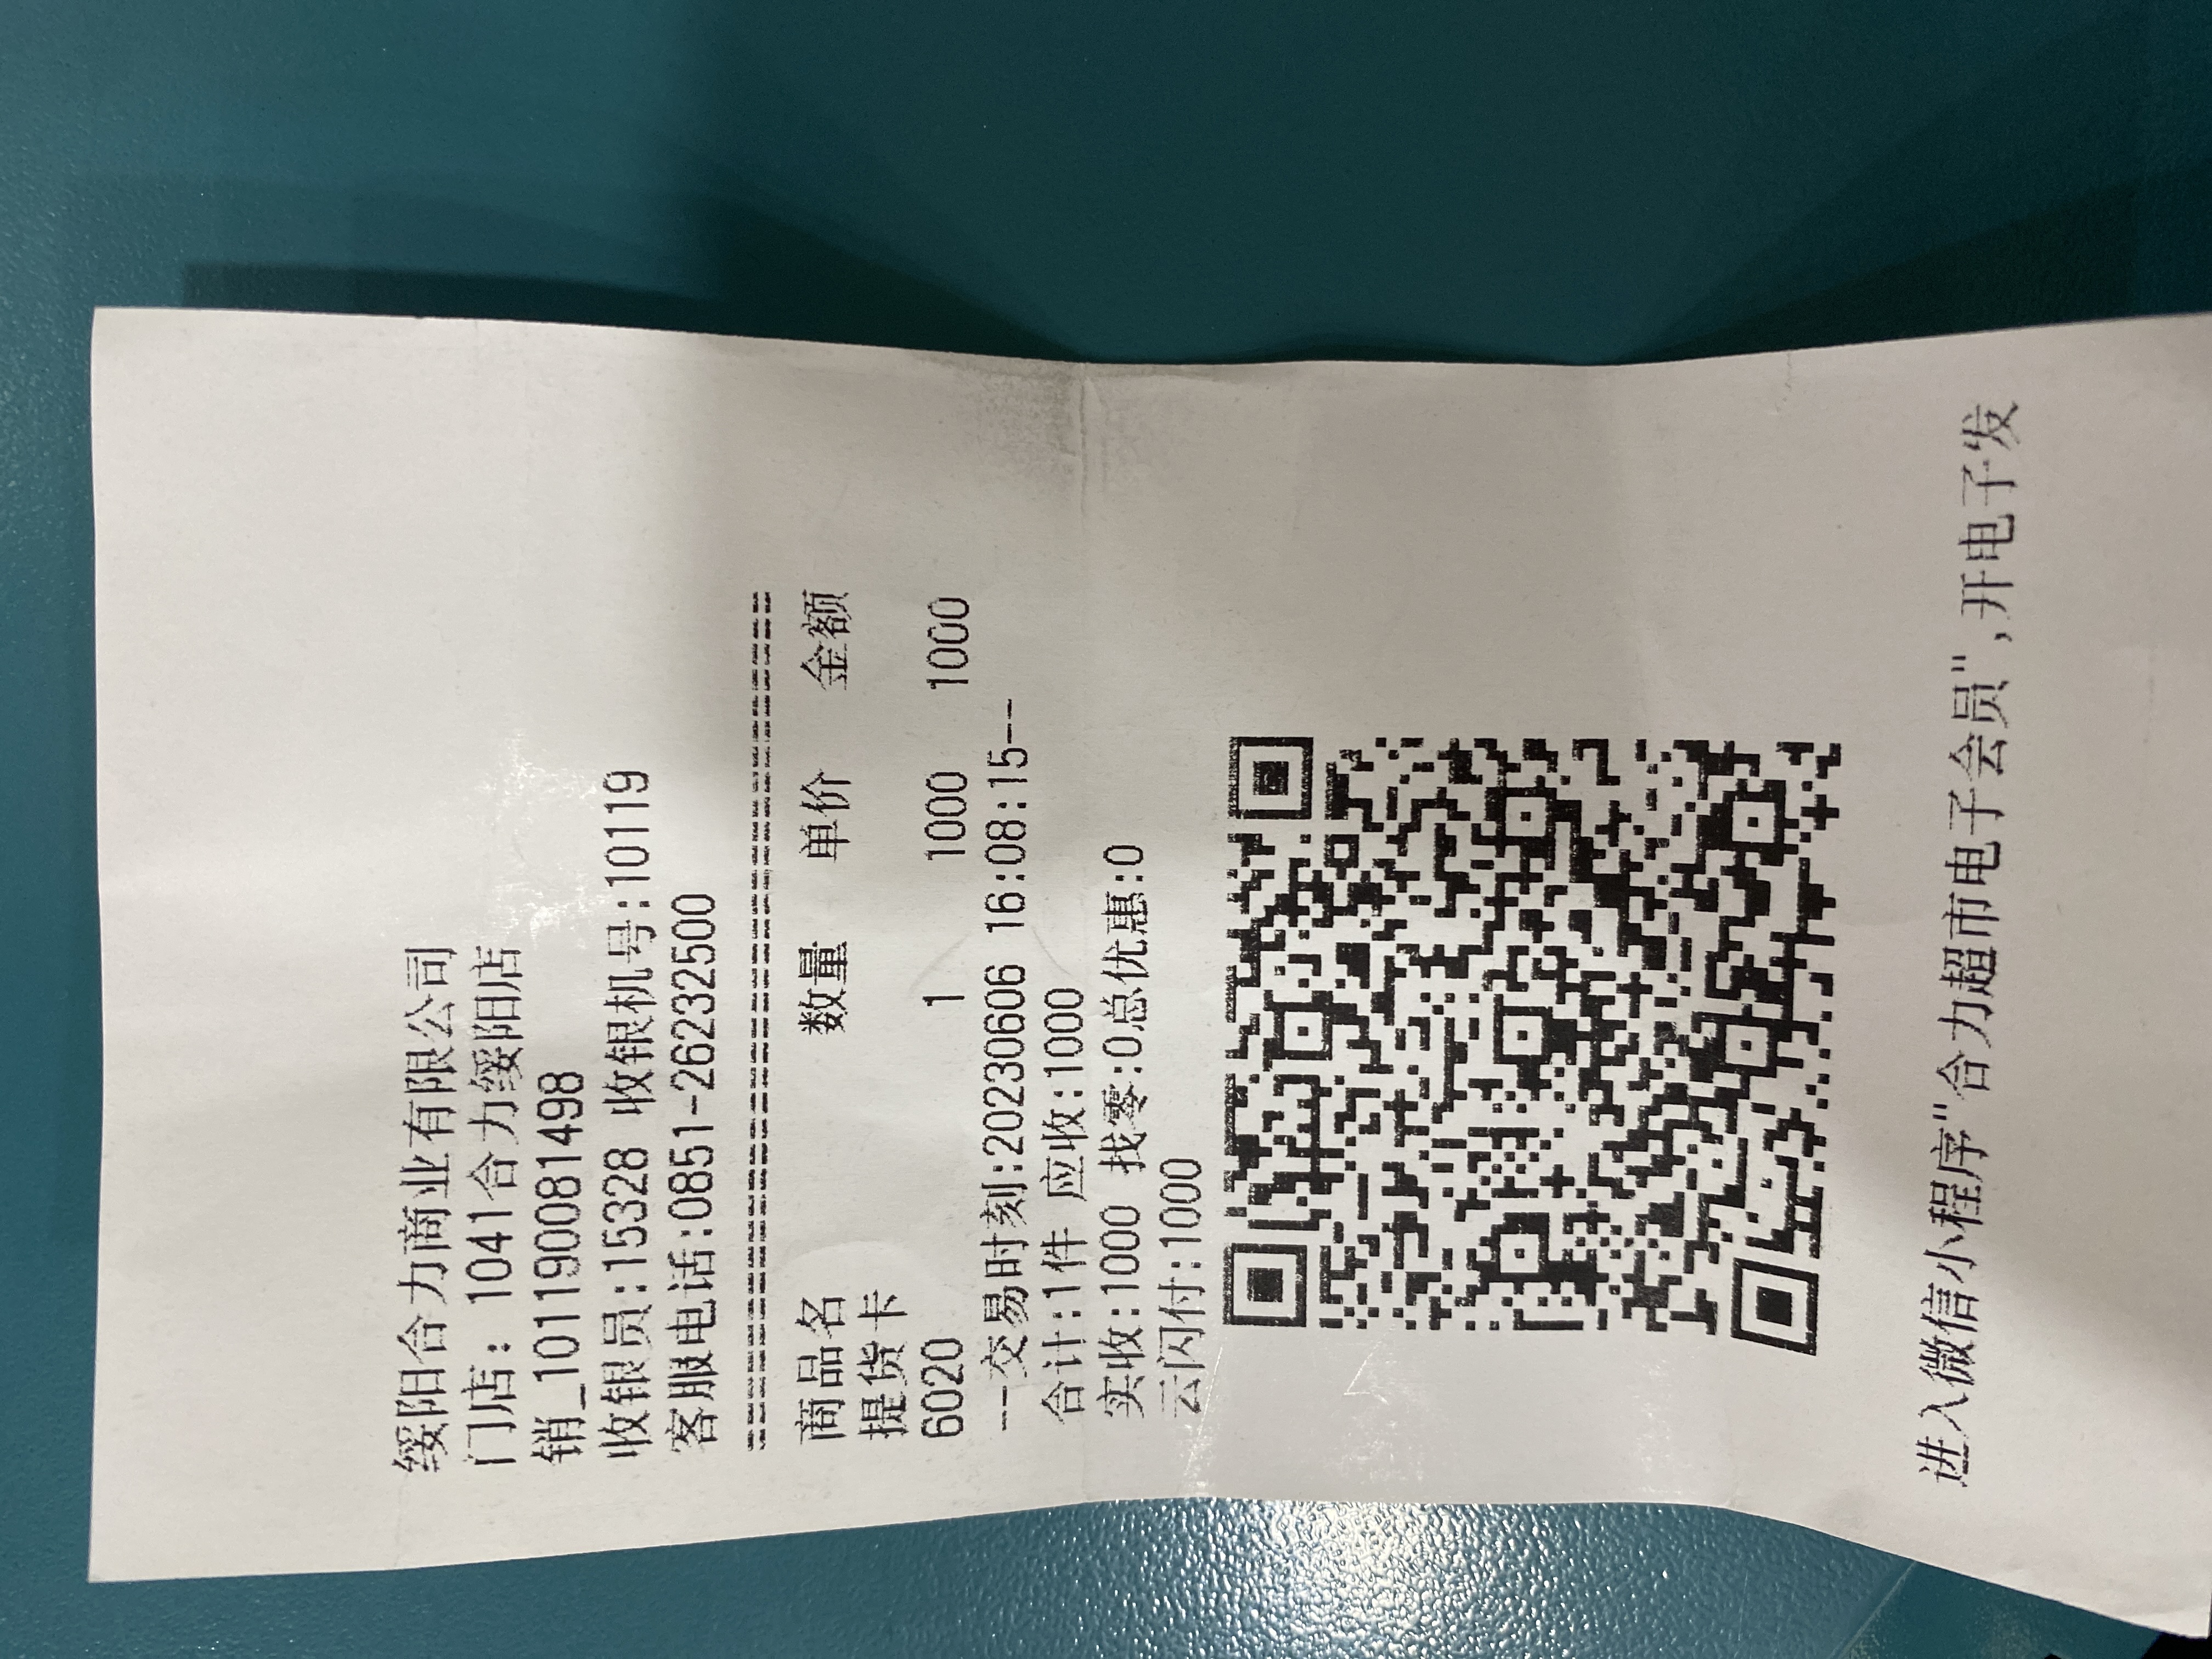 绥阳合力商业有限公司
门店: 1041合力绥阳店
销_1011900814​98
收银员:15328 收银机号:10119
客服电话:0851-26232500
商品名 数量 单价 金额
提货卡
6020 1 1000 1000
--交易时刻:20230606 16:08:15--
合计:1件 应收:1000
实收:1000 找零:0总优惠:0
云闪付:1000
进入微信小程序"合力超市电子会员",开电子发